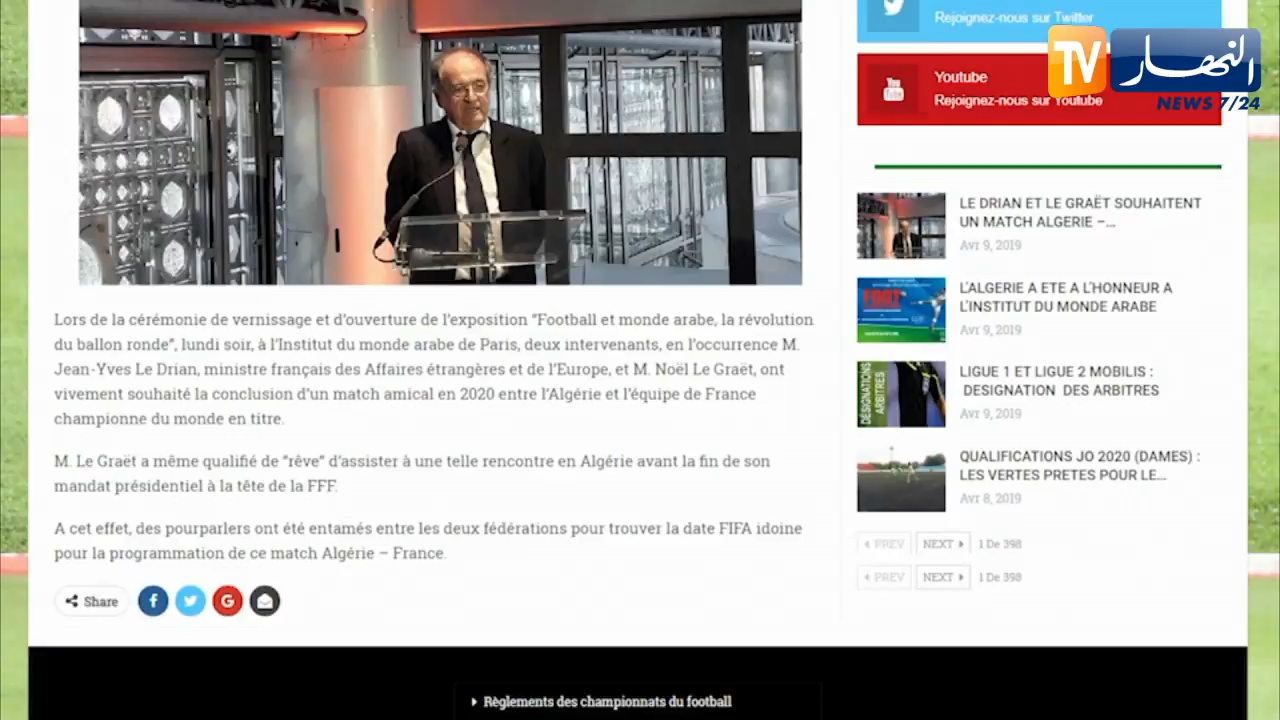 Rejoignez-nous sur Twitter
TV النهار
NEWS 7/24
You
Tube
Youtube
Rejoignez-nous sur Youtube
LE DRIAN ET LE GRAËT SOUHAITENT
UN MATCH ALGERIE –...
Avr 9, 2019
FOOT
L'ALGERIE A ETE A L'HONNEUR A
L'INSTITUT DU MONDE ARABE
Avr 9, 2019
DÉSIGNATIONS
ARBITRES
LIGUE 1 ET LIGUE 2 MOBILIS :
DESIGNATION DES ARBITRES
Avr 9, 2019
QUALIFICATIONS JO 2020 (DAMES) :
LES VERTES PRETES POUR LE...
Avr 8, 2019
PREV NEXT 1 De 398
PREV NEXT 1 De 398
Lors de la cérémonie de vernissage et d'ouverture de l'exposition "Football et monde arabe, la révolution
du ballon ronde", lundi soir, à l'Institut du monde arabe de Paris, deux intervenants, en l'occurrence M.
Jean-Yves Le Drian, ministre français des Affaires étrangères et de l'Europe, et M. Noël Le Graët, ont
vivement souhaité la conclusion d'un match amical en 2020 entre l'Algérie et l'équipe de France
championne du monde en titre.
M. Le Graët a même qualifié de "rêve" d'assister à une telle rencontre en Algérie avant la fin de son
mandat présidentiel à la tête de la FFF.
A cet effet, des pourparlers ont été entamés entre les deux fédérations pour trouver la date FIFA idoine
pour la programmation de ce match Algérie – France.
Share
Règlements des championnats du football